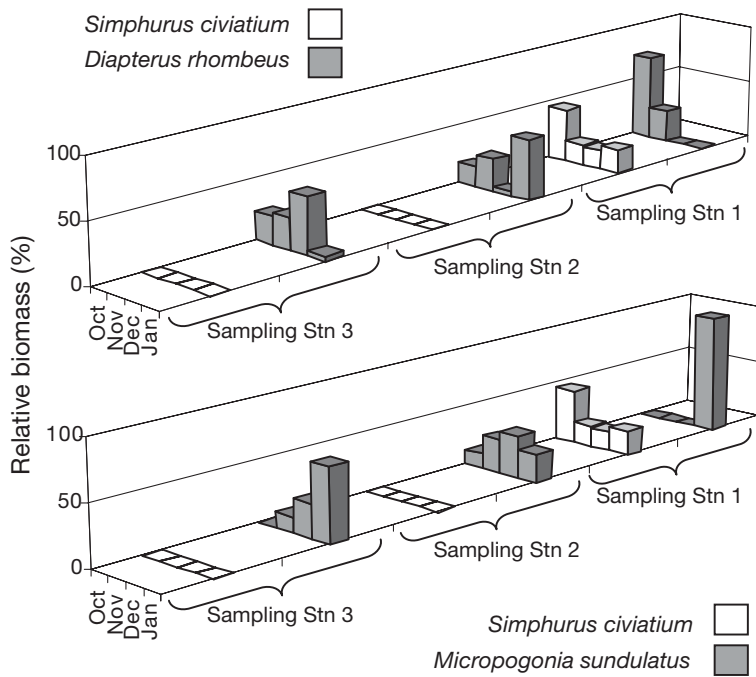 Simphurus civiatium
Diapterus rhombeus
Relative biomass (%)
100
50
0
Oct
Nov
Dec
Jan
Sampling Stn 1
Sampling Stn 2
Sampling Stn 3
100
50
0
Oct
Nov
Dec
Jan
Sampling Stn 1
Sampling Stn 2
Sampling Stn 3
Simphurus civiatium
Micropogonia sundulatus